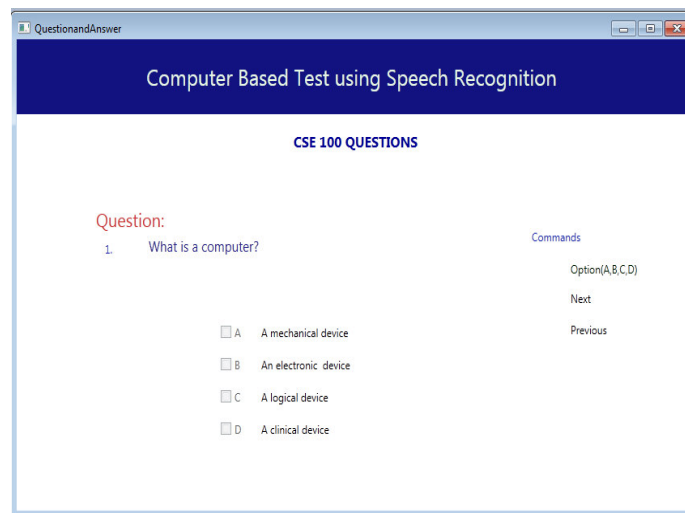 QuestionandAnswer
Computer Based Test using Speech Recognition
CSE 100 QUESTIONS
Question:
1. What is a computer?
Commands
Option(A,B,C,D)
Next
Previous
A A mechanical device
B An electronic device
C A logical device
D A clinical device